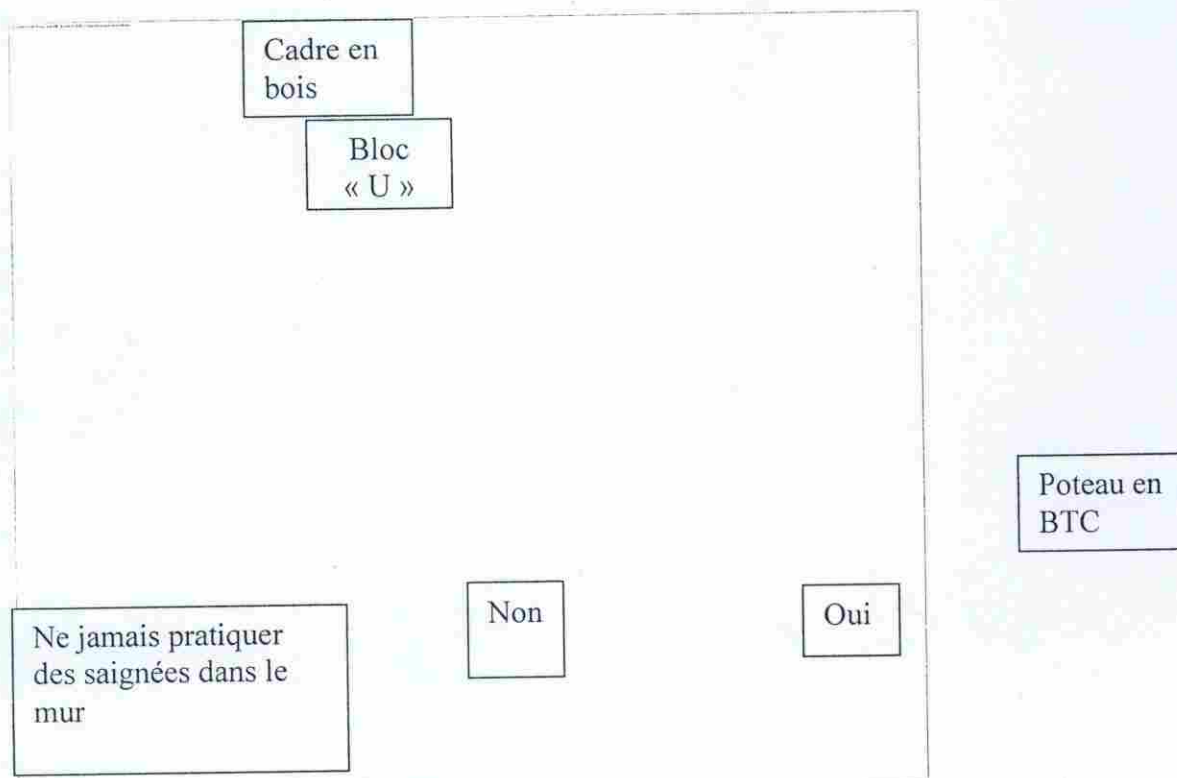 Cadre en
bois
Bloc
« U »
Poteau en
BTC
Non
Oui
Ne jamais pratiquer
des saignées dans le
mur